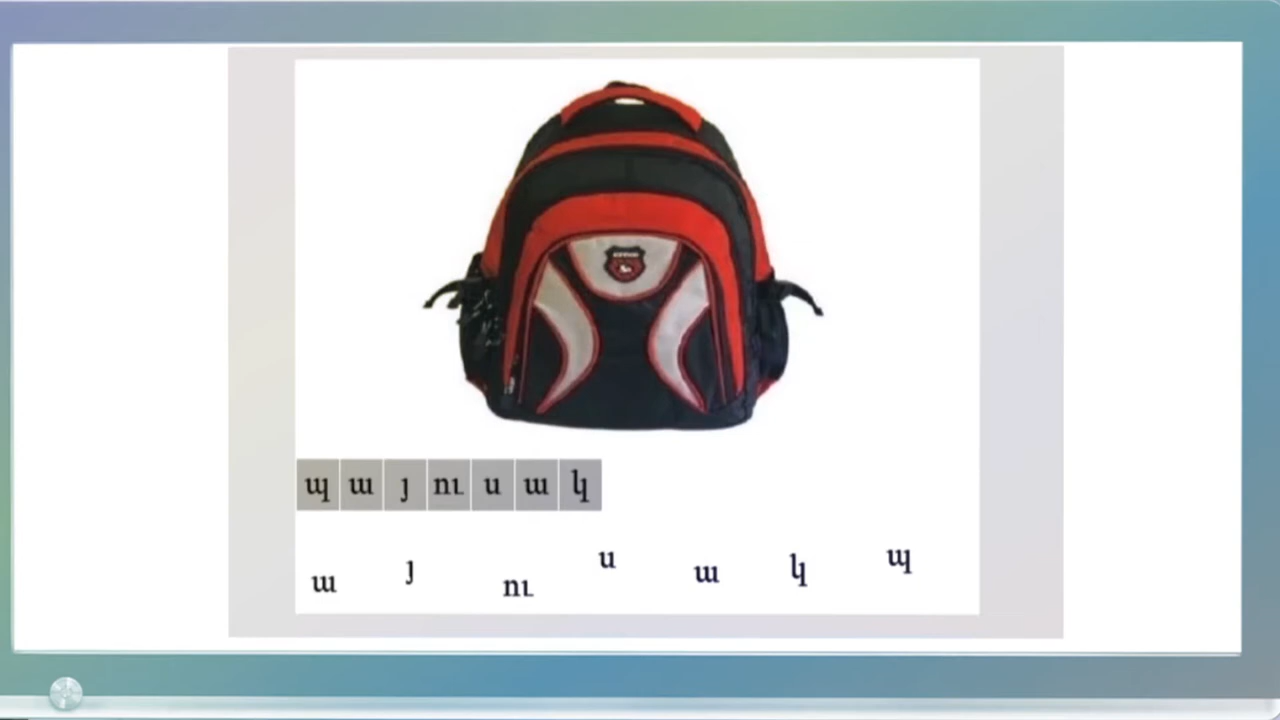 պ ա յ ու ս ա կ
ա յ ու ս ա կ պ